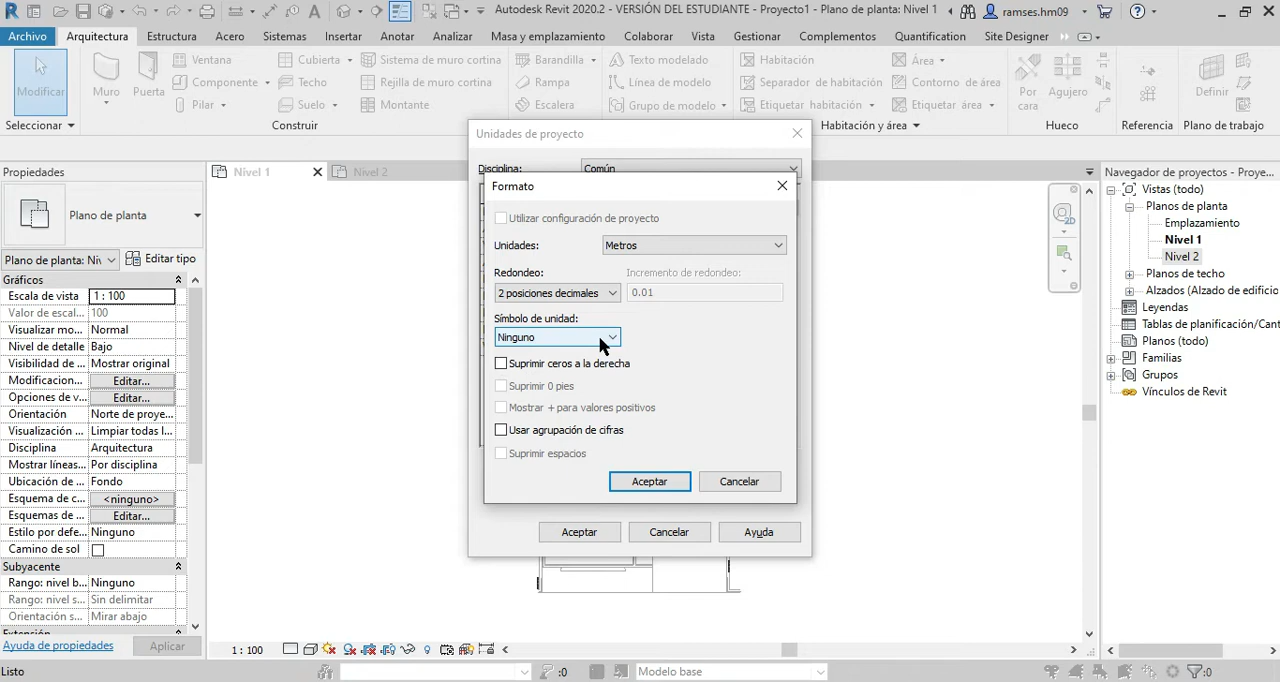 Autodesk Revit 2020.2 - VERSIÓN DEL ESTUDIANTE - Proyecto1 - Plano de planta: Nivel 1
ramses.hm09
Archivo Arquitectura Estructura Acero Sistemas Insertar Anotar Analizar Masa y emplazamiento Colaborar Vista Gestionar Complementos Quantification Site Designer
Modificar
Muro
Puerta
Ventana
Componente
Pilar
Cubierta
Techo
Suelo
Sistema de muro cortina
Rejilla de muro cortina
Montante
Barandilla
Rampa
Escalera
Texto modelado
Línea de modelo
Grupo de modelo
Habitación
Separador de habitación
Etiquetar habitación
Área
Contorno de área
Etiquetar área
Por
cara
Agujero
Definir
Seleccionar
Construir
Habitación y área
Hueco
Referencia
Plano de trabajo
Propiedades
Plano de planta
Plano de planta: Niv
Editar tipo
Gráficos
Escala de vista 1 : 100
Valor de escal... 100
Visualizar mo... Normal
Nivel de detalle Bajo
Visibilidad de ... Mostrar original
Modificacion... Editar...
Opciones de v... Editar...
Orientación Norte de proye...
Visualización ... Limpiar todas l...
Disciplina Arquitectura
Mostrar líneas... Por disciplina
Ubicación de ... Fondo
Esquema de c... <ninguno>
Esquemas de ... Editar...
Estilo por defe... Ninguno
Camino de sol
Subyacente
Rango: nivel b... Ninguno
Rango: nivel s... Sin delimitar
Orientación s... Mirar abajo
Extensión
Ayuda de propiedades
Aplicar
Nivel 1
Nivel 2
Unidades de proyecto
Disciplina: Común
Formato
Utilizar configuración de proyecto
Unidades: Metros
Redondeo: Incremento de redondeo:
2 posiciones decimales 0.01
Símbolo de unidad:
Ninguno
Suprimir ceros a la derecha
Suprimir 0 pies
Mostrar + para valores positivos
Usar agrupación de cifras
Suprimir espacios
Aceptar Cancelar
Aceptar Cancelar Ayuda
2D
Navegador de proyectos - Proye...
Vistas (todo)
Planos de planta
Emplazamiento
Nivel 1
Nivel 2
Planos de techo
Alzados (Alzado de edificio
Leyendas
Tablas de planificación/Cant
Planos (todo)
Familias
Grupos
Vínculos de Revit
1 : 100
Listo
:0
Modelo base
:0